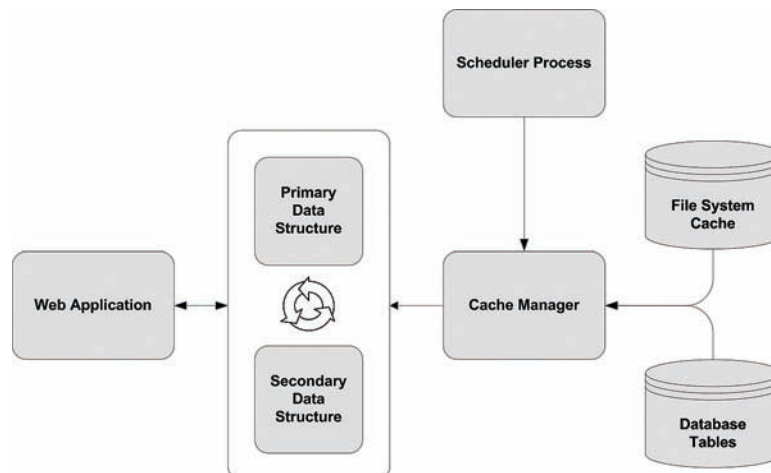 Scheduler Process
Primary
Data
Structure
File System
Cache
Web Application
Cache Manager
Secondary
Data
Structure
Database
Tables